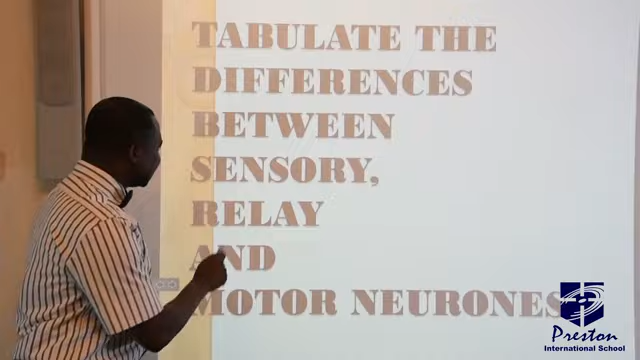 TABULATE THE
DIFFERENCES
BETWEEN
SENSORY,
RELAY
AND
MOTOR NEURONES
Preston
International School